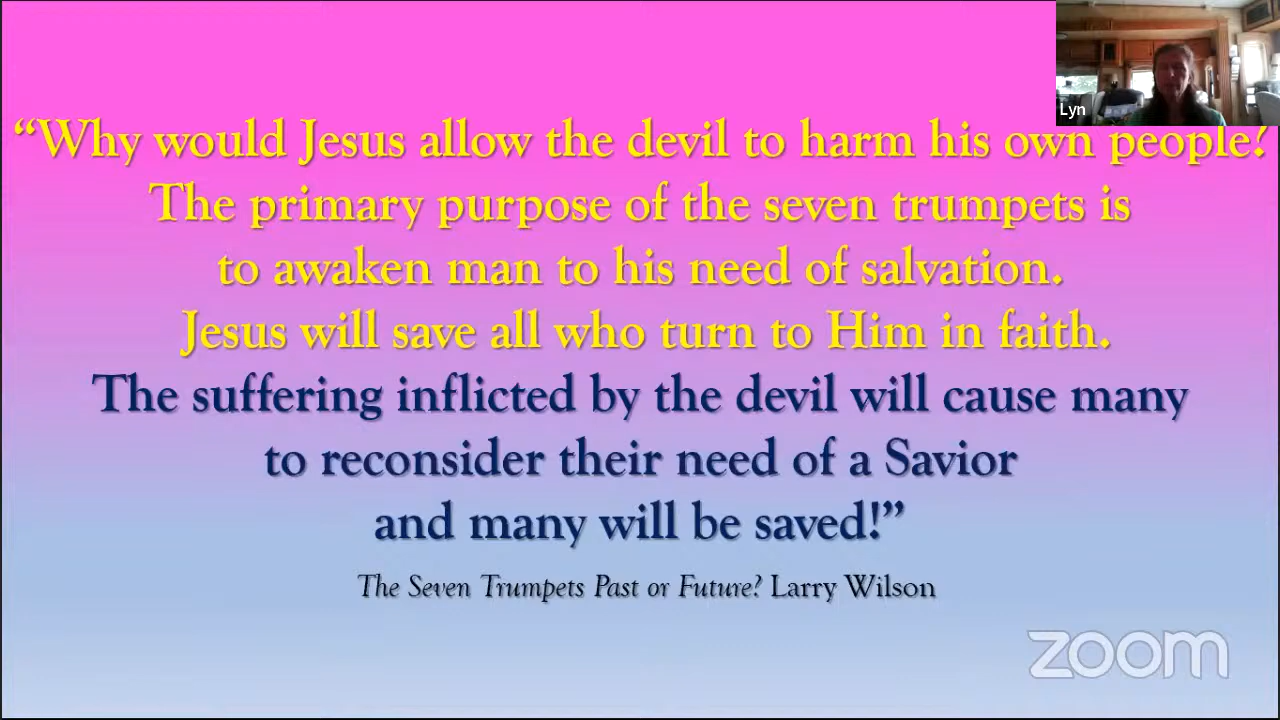 Lyn
“Why would Jesus allow the devil to harm his own people?
The primary purpose of the seven trumpets is
to awaken man to his need of salvation.
Jesus will save all who turn to Him in faith.
The suffering inflicted by the devil will cause many
to reconsider their need of a Savior
and many will be saved!”
The Seven Trumpets Past or Future? Larry Wilson
zoom